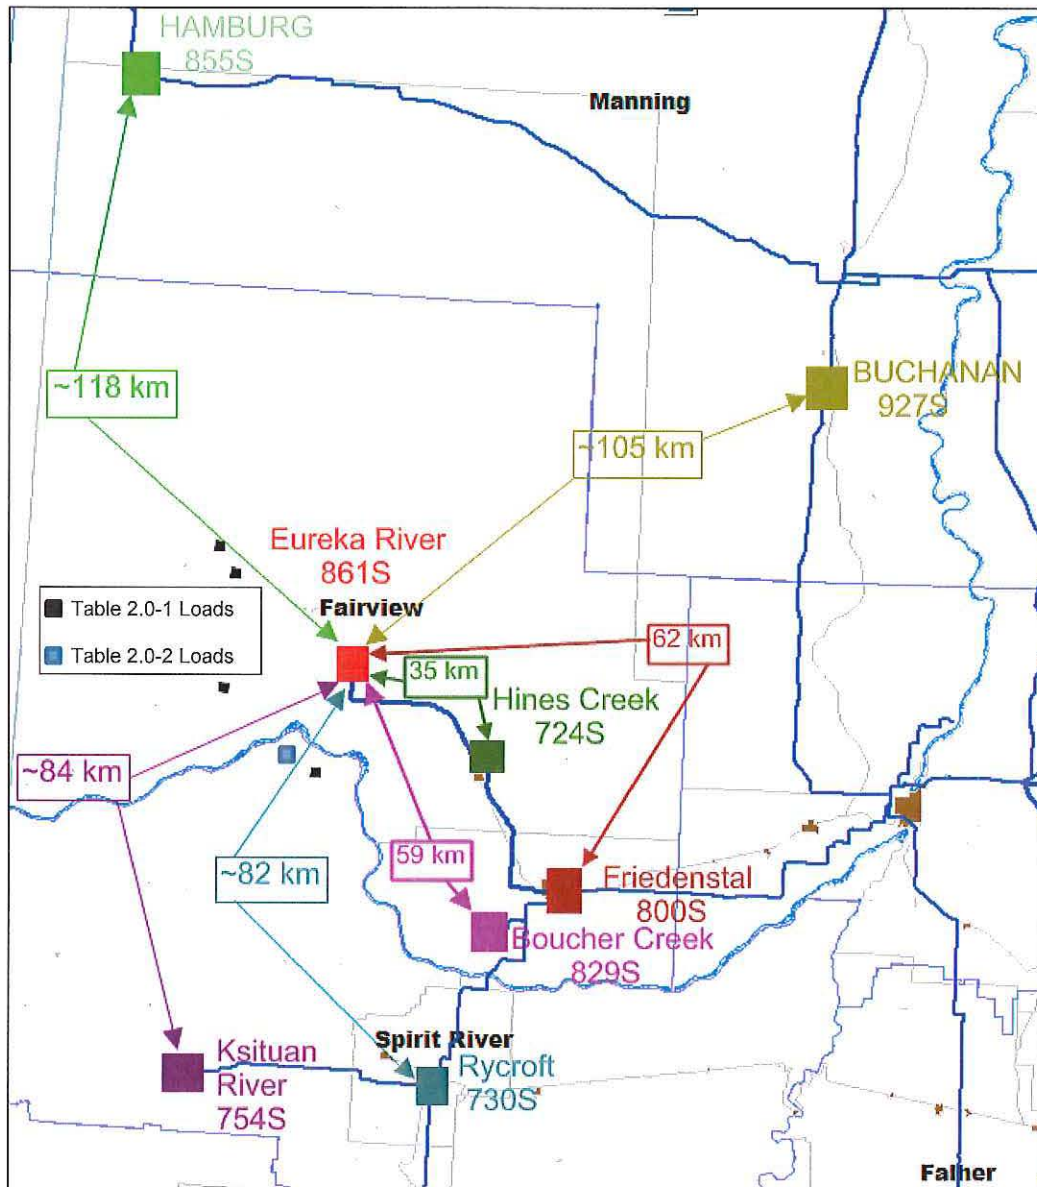 HAMBURG
855S
Manning
~118 km
BUCHANAN
927S
~105 km
Eureka River
861S
Table 2.0-1 Loads
Fairview
Table 2.0-2 Loads
62 km
35 km
Hines Creek
724S
~84 km
59 km
~82 km
Friedenstal
800S
Boucher Creek
829S
Spirit River
Ksituan
River
754S
Rycroft
730S
Falher